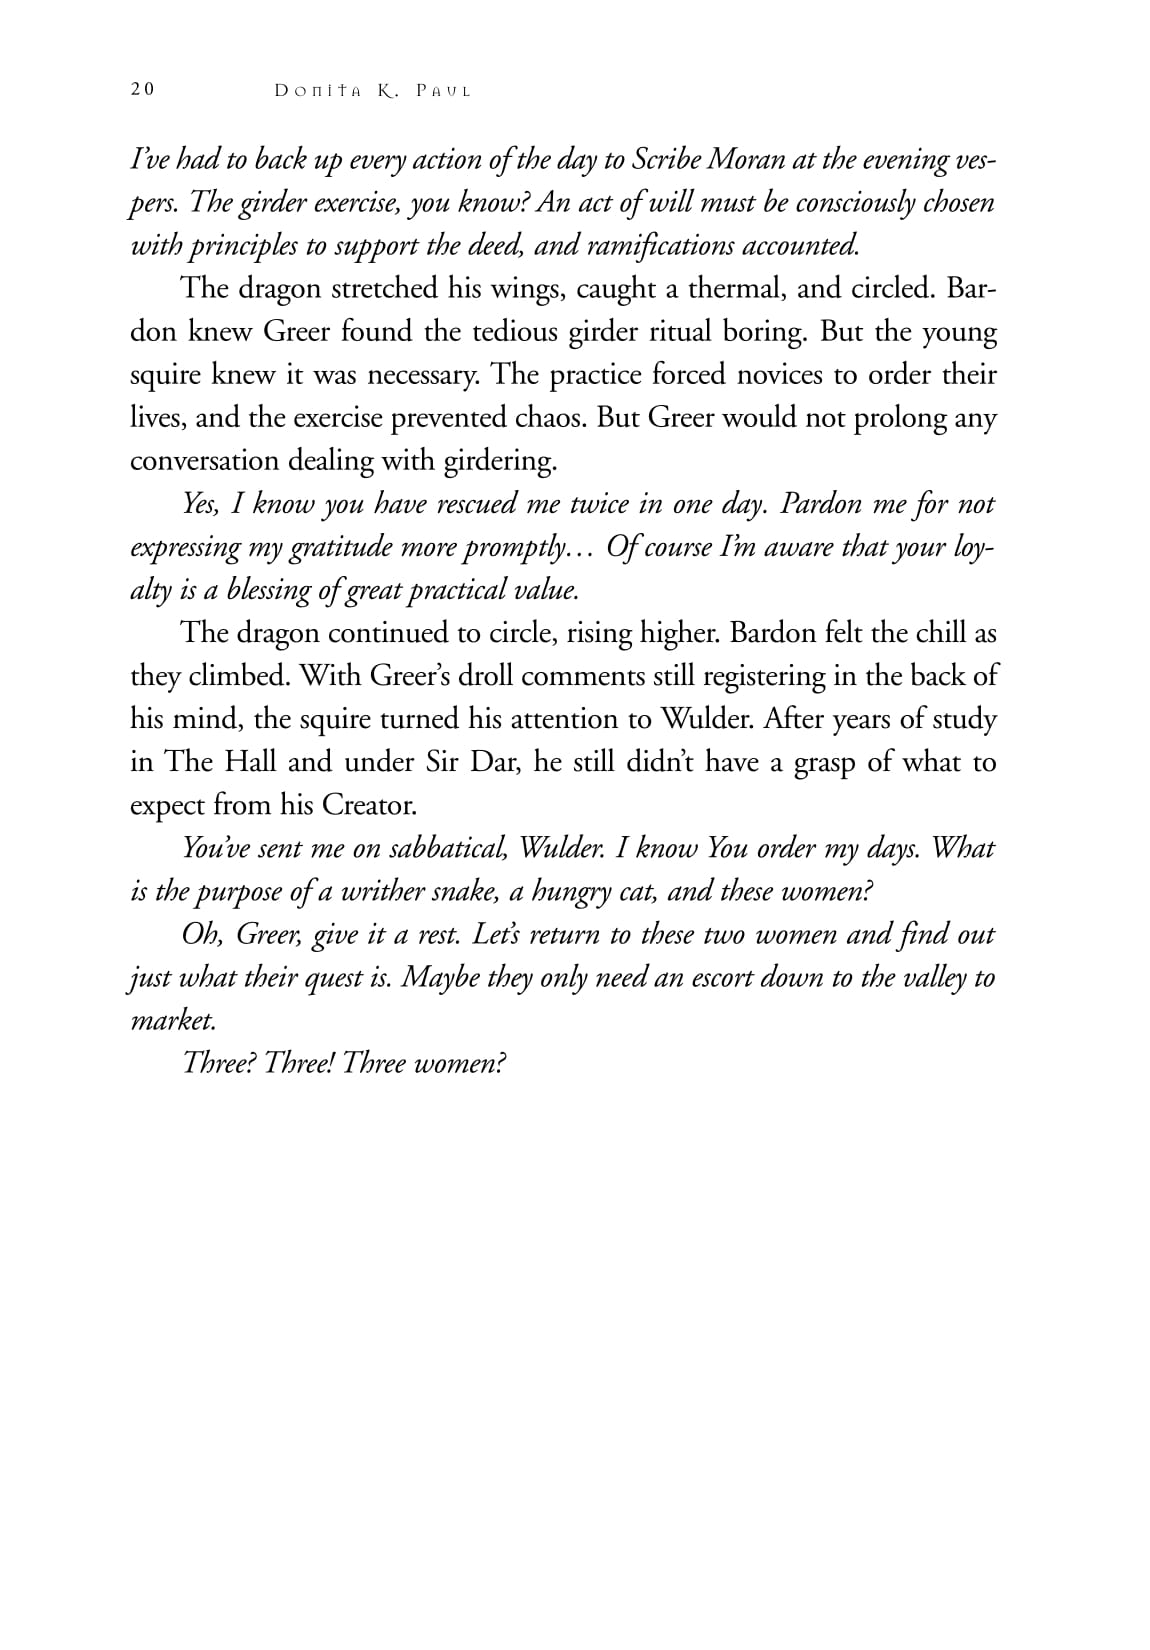 20 Donita K. Paul
I've had to back up every action of the day to Scribe Moran at the evening ves-
pers. The girder exercise, you know? An act of will must be consciously chosen
with principles to support the deed, and ramifications accounted.
The dragon stretched his wings, caught a thermal, and circled. Bar-
don knew Greer found the tedious girder ritual boring. But the young
squire knew it was necessary. The practice forced novices to order their
lives, and the exercise prevented chaos. But Greer would not prolong any
conversation dealing with girdering.
Yes, I know you have rescued me twice in one day. Pardon me for not
expressing my gratitude more promptly… Of course I'm aware that your loy-
alty is a blessing of great practical value.
The dragon continued to circle, rising higher. Bardon felt the chill as
they climbed. With Greer's droll comments still registering in the back of
his mind, the squire turned his attention to Wulder. After years of study
in The Hall and under Sir Dar, he still didn't have a grasp of what to
expect from his Creator.
You've sent me on sabbatical, Wulder. I know You order my days. What
is the purpose of a writher snake, a hungry cat, and these women?
Oh, Greer, give it a rest. Let's return to these two women and find out
just what their quest is. Maybe they only need an escort down to the valley to
market.
Three? Three! Three women?